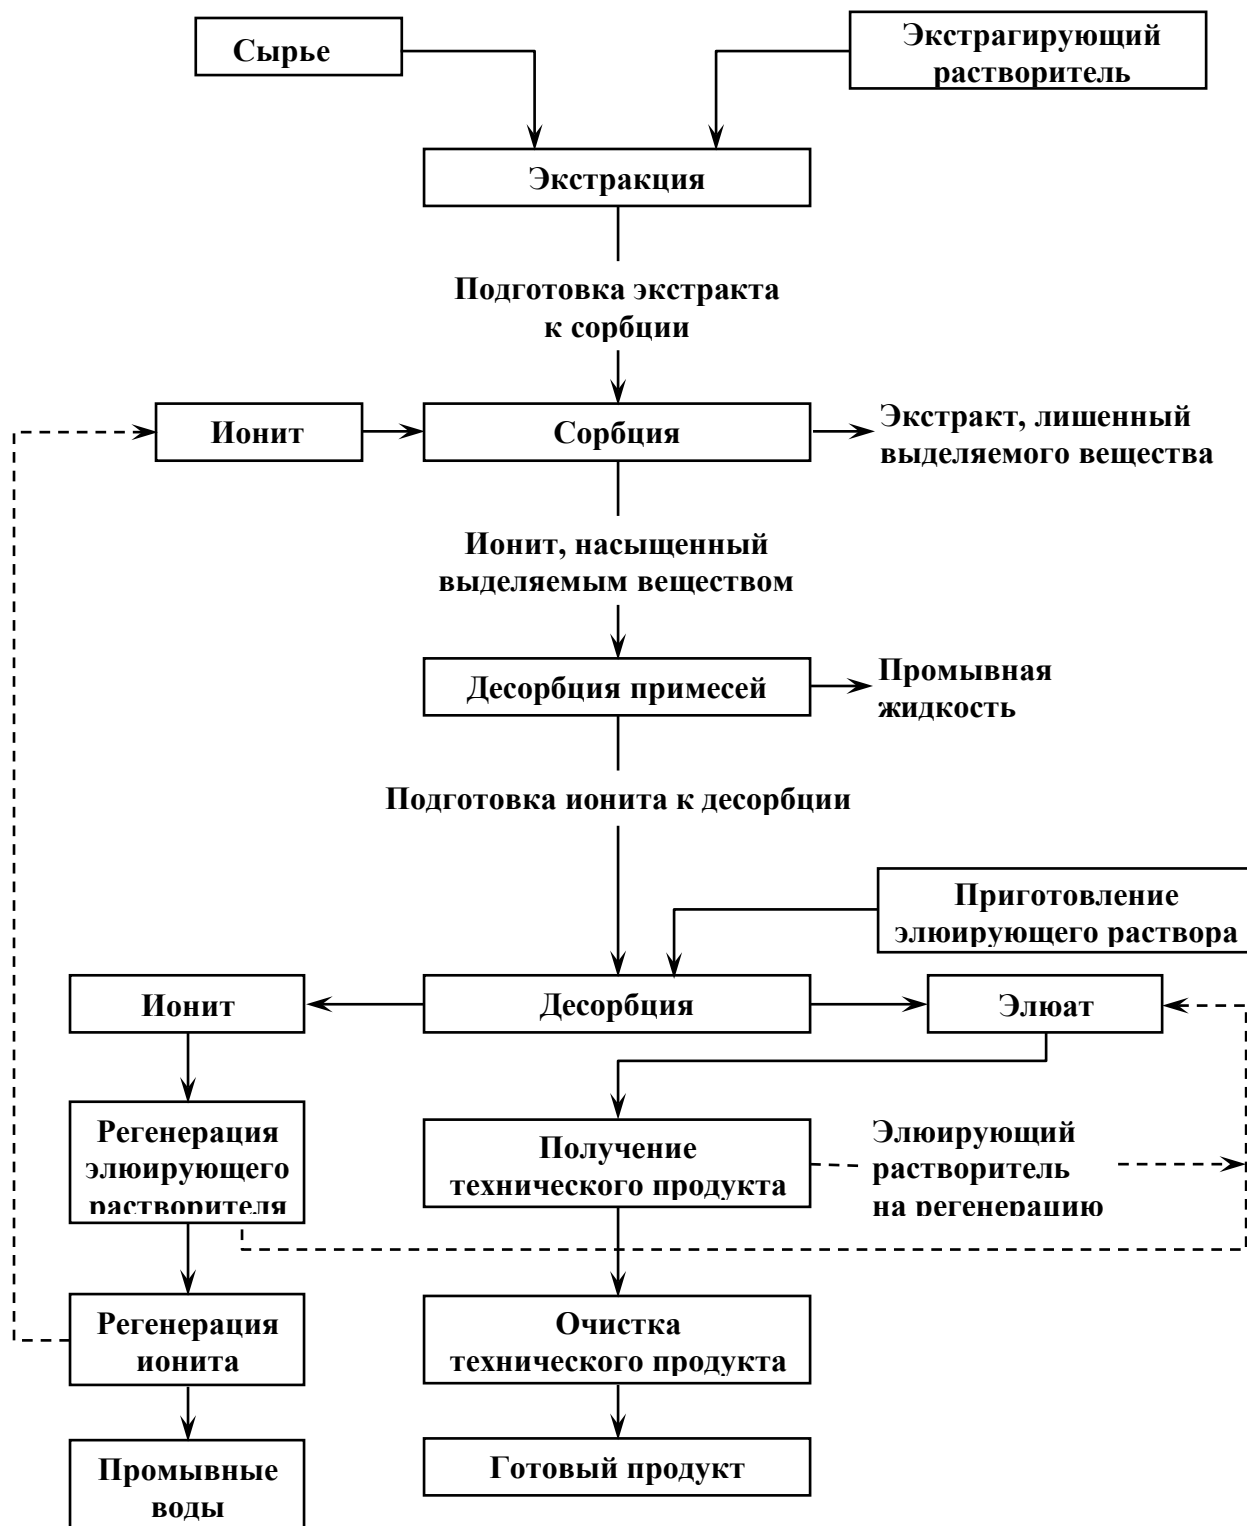 Сырье
Экстрагирующий
растворитель
Экстракция
Подготовка экстракта
к сорбции
Ионит
Сорбция
Экстракт, лишенный
выделяемого вещества
Ионит, насыщенный
выделяемым веществом
Десорбция примесей
Промывная
жидкость
Подготовка ионита к десорбции
Приготовление
элюирующего раствора
Ионит
Десорбция
Элюат
Регенерация
элюирующего
растворителя
Получение
технического продукта
Элюирующий
растворитель
на регенерацию
Регенерация
ионита
Очистка
технического продукта
Промывные
воды
Готовый продукт